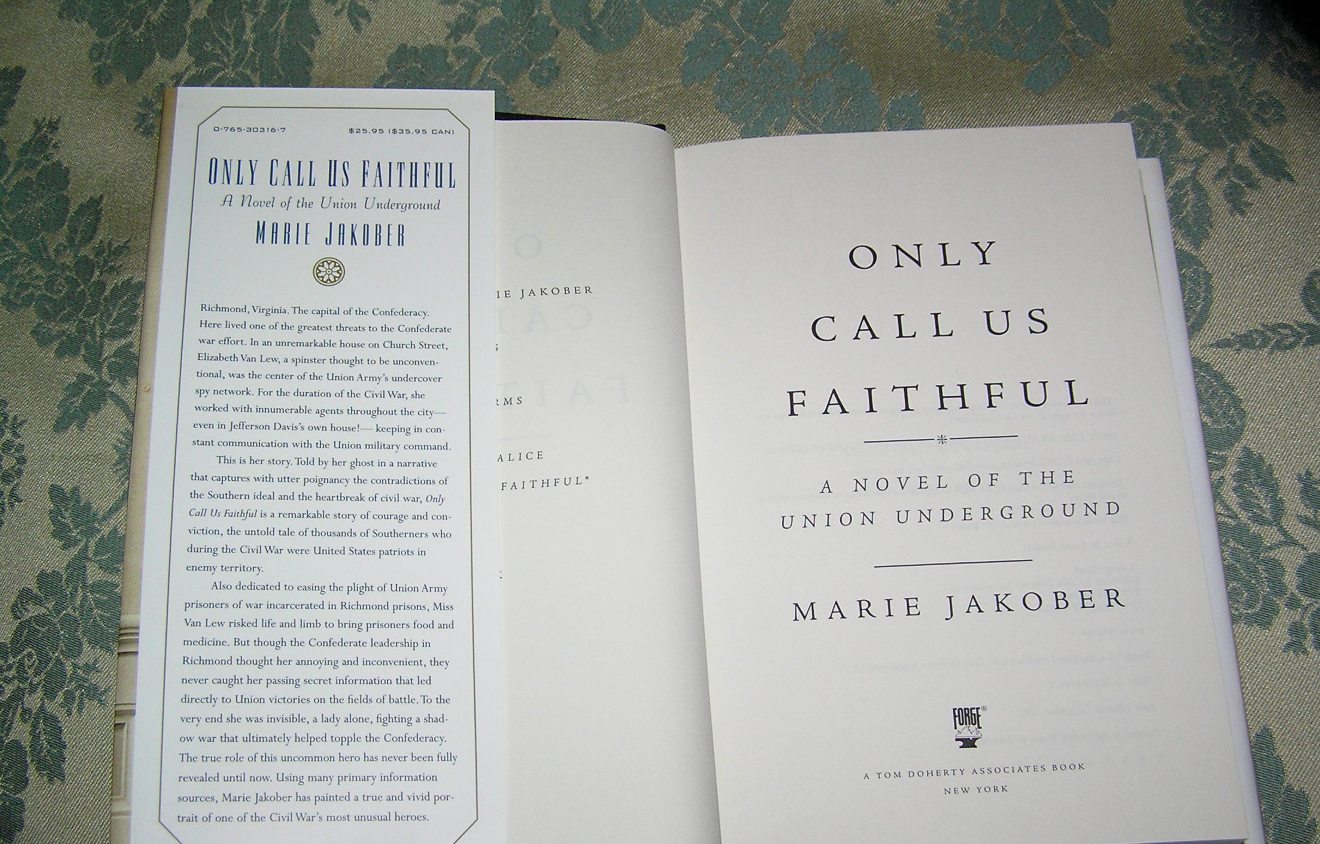 0-765-30316-7 $25.95 ($35.95 CAN)
ONLY CALL US FAITHFUL
A Novel of the Union Underground
MARIE JAKOBER
Richmond, Virginia. The capital of the Confederacy.
Here lived one of the greatest threats to the Confederate
war effort. In an unremarkable house on Church Street,
Elizabeth Van Lew, a spinster thought to be unconven-
tional, was the center of the Union Army's undercover
spy network. For the duration of the Civil War, she
worked with innumerable agents throughout the city—
even in Jefferson Davis's own house!— keeping in con-
stant communication with the Union military command.
This is her story. Told by her ghost in a narrative
that captures with utter poignancy the contradictions of
the Southern ideal and the heartbreak of civil war, Only
Call Us Faithful is a remarkable story of courage and con-
viction, the untold tale of thousands of Southerners who
during the Civil War were United States patriots in
enemy territory.
Also dedicated to easing the plight of Union Army
prisoners of war incarcerated in Richmond prisons, Miss
Van Lew risked life and limb to bring prisoners food and
medicine. But though the Confederate leadership in
Richmond thought her annoying and inconvenient, they
never caught her passing secret information that led
directly to Union victories on the fields of battle. To the
very end she was invisible, a lady alone, fighting a shad-
ow war that ultimately helped topple the Confederacy.
The true role of this uncommon hero has never been fully
revealed until now. Using many primary information
sources, Marie Jakober has painted a true and vivid por-
trait of one of the Civil War's most unusual heroes.
IE JAKOBER
S
RMS
ALICE
FAITHFUL*
ONLY
CALL US
FAITHFUL
A NOVEL OF THE
UNION UNDERGROUND
MARIE JAKOBER
FORGE®
A TOM DOHERTY ASSOCIATES BOOK
NEW YORK